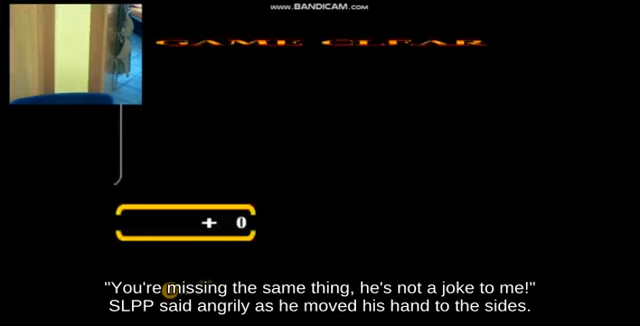 WWW.BANDICAM.COM
GAME CLEAR
+ 0
"You're missing the same thing, he's not a joke to me!"
SLPP said angrily as he moved his hand to the sides.